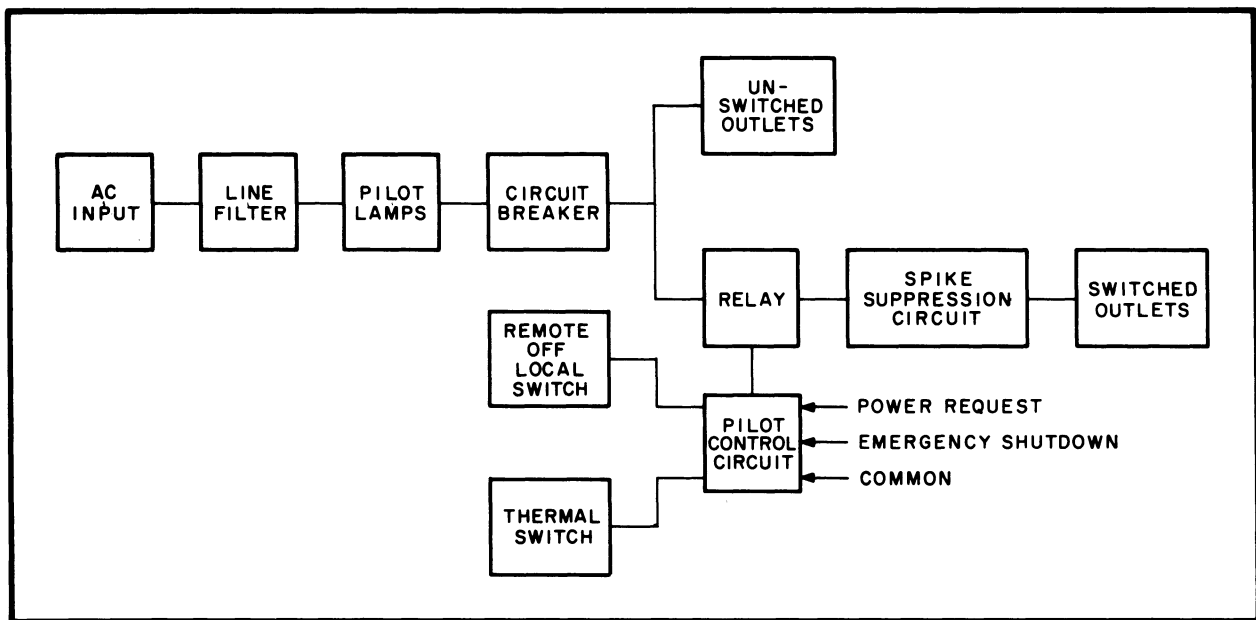 UN-
SWITCHED
OUTLETS
AC
INPUT
LINE
FILTER
PILOT
LAMPS
CIRCUIT
BREAKER
RELAY
SPIKE
SUPPRESSION
CIRCUIT
SWITCHED
OUTLETS
REMOTE
OFF
LOCAL
SWITCH
PILOT
CONTROL
CIRCUIT
POWER REQUEST
EMERGENCY SHUTDOWN
COMMON
THERMAL
SWITCH